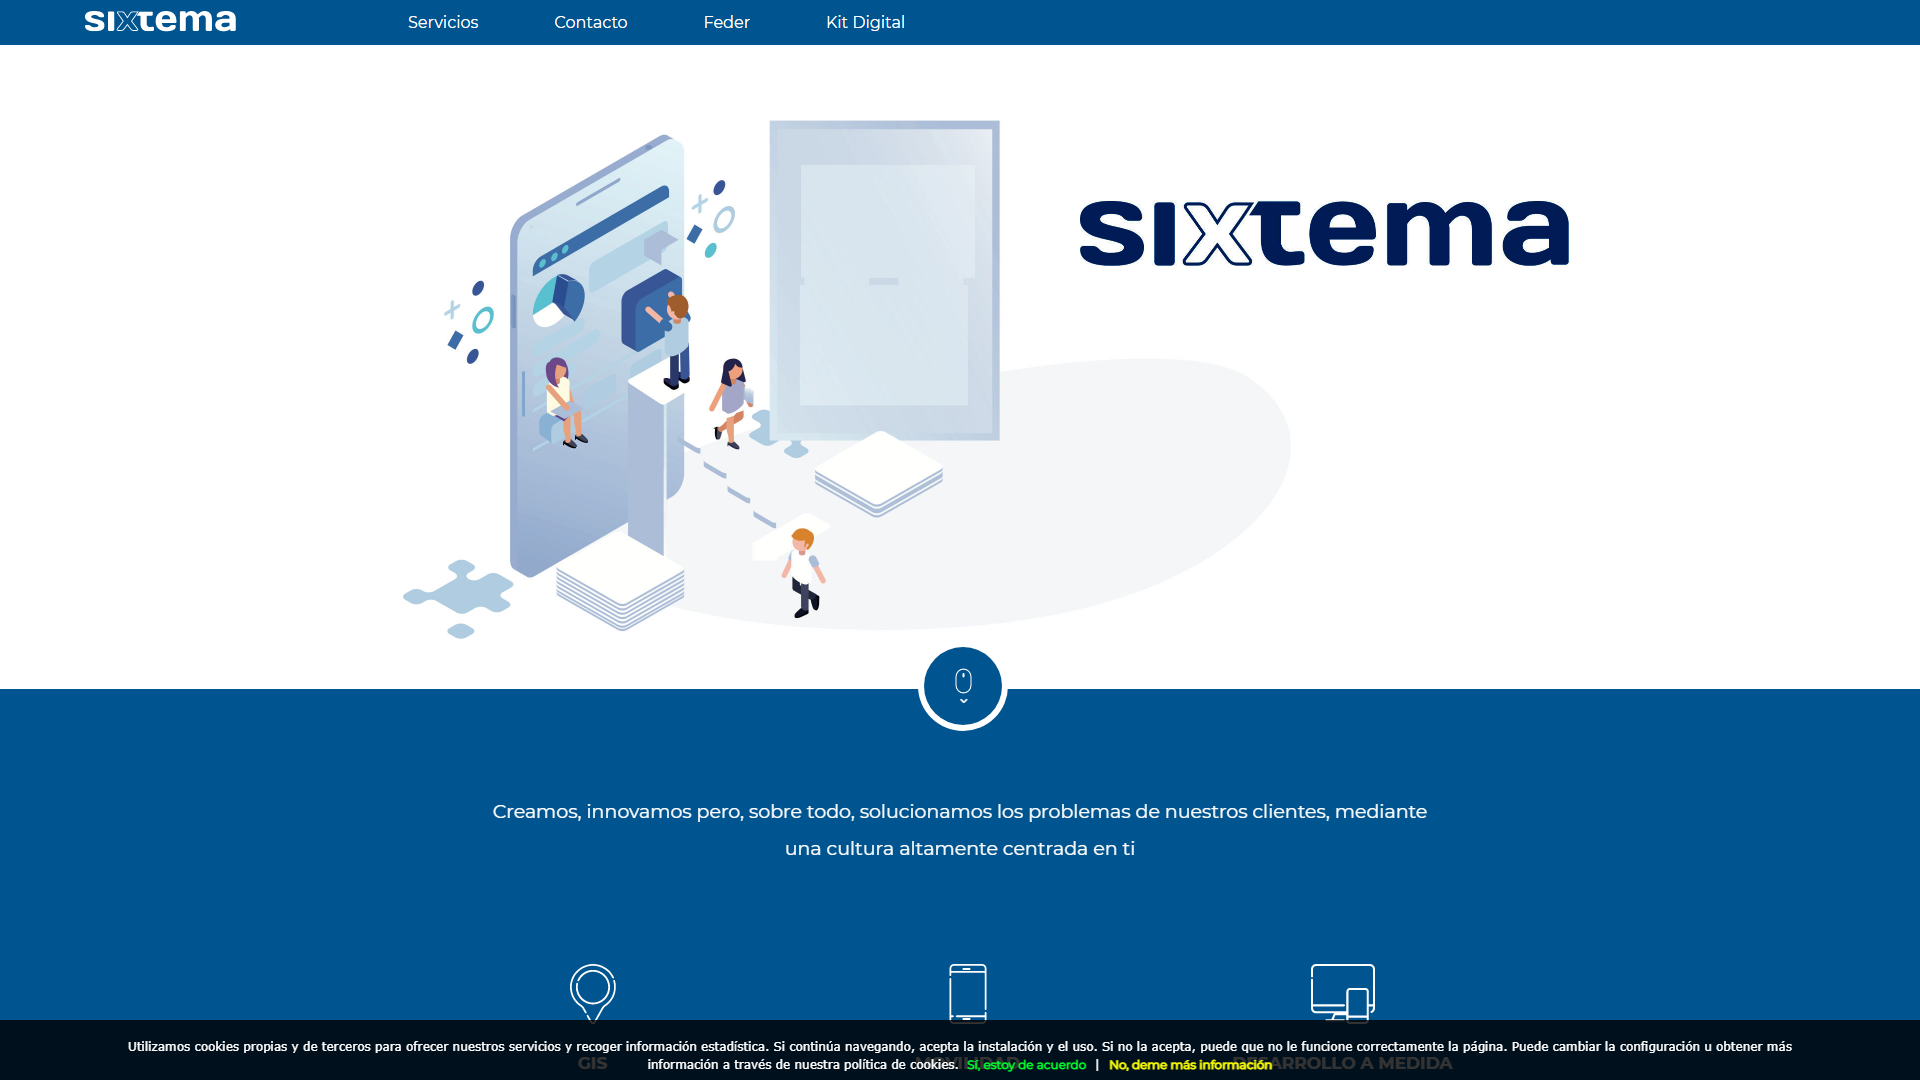 sixtema
Servicios
Contacto
Feder
Kit Digital
sixtema
Creamos, innovamos pero, sobre todo, solucionamos los problemas de nuestros clientes, mediante
una cultura altamente centrada en ti
GIS
MOVILIDAD
DESARROLLO A MEDIDA
Utilizamos cookies propias y de terceros para ofrecer nuestros servicios y recoger información estadística. Si continúa navegando, acepta la instalación y el uso. Si no la acepta, puede que no le funcione correctamente la página. Puede cambiar la configuración u obtener más
información a través de nuestra política de cookies. Sí, estoy de acuerdo | No, deme más información